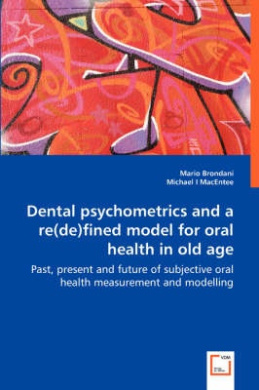 Mario Brondani
Michael I MacEntee
Dental psychometrics and a
re(de)fined model for oral
health in old age
Past, present and future of subjective oral
health measurement and modelling
VDM